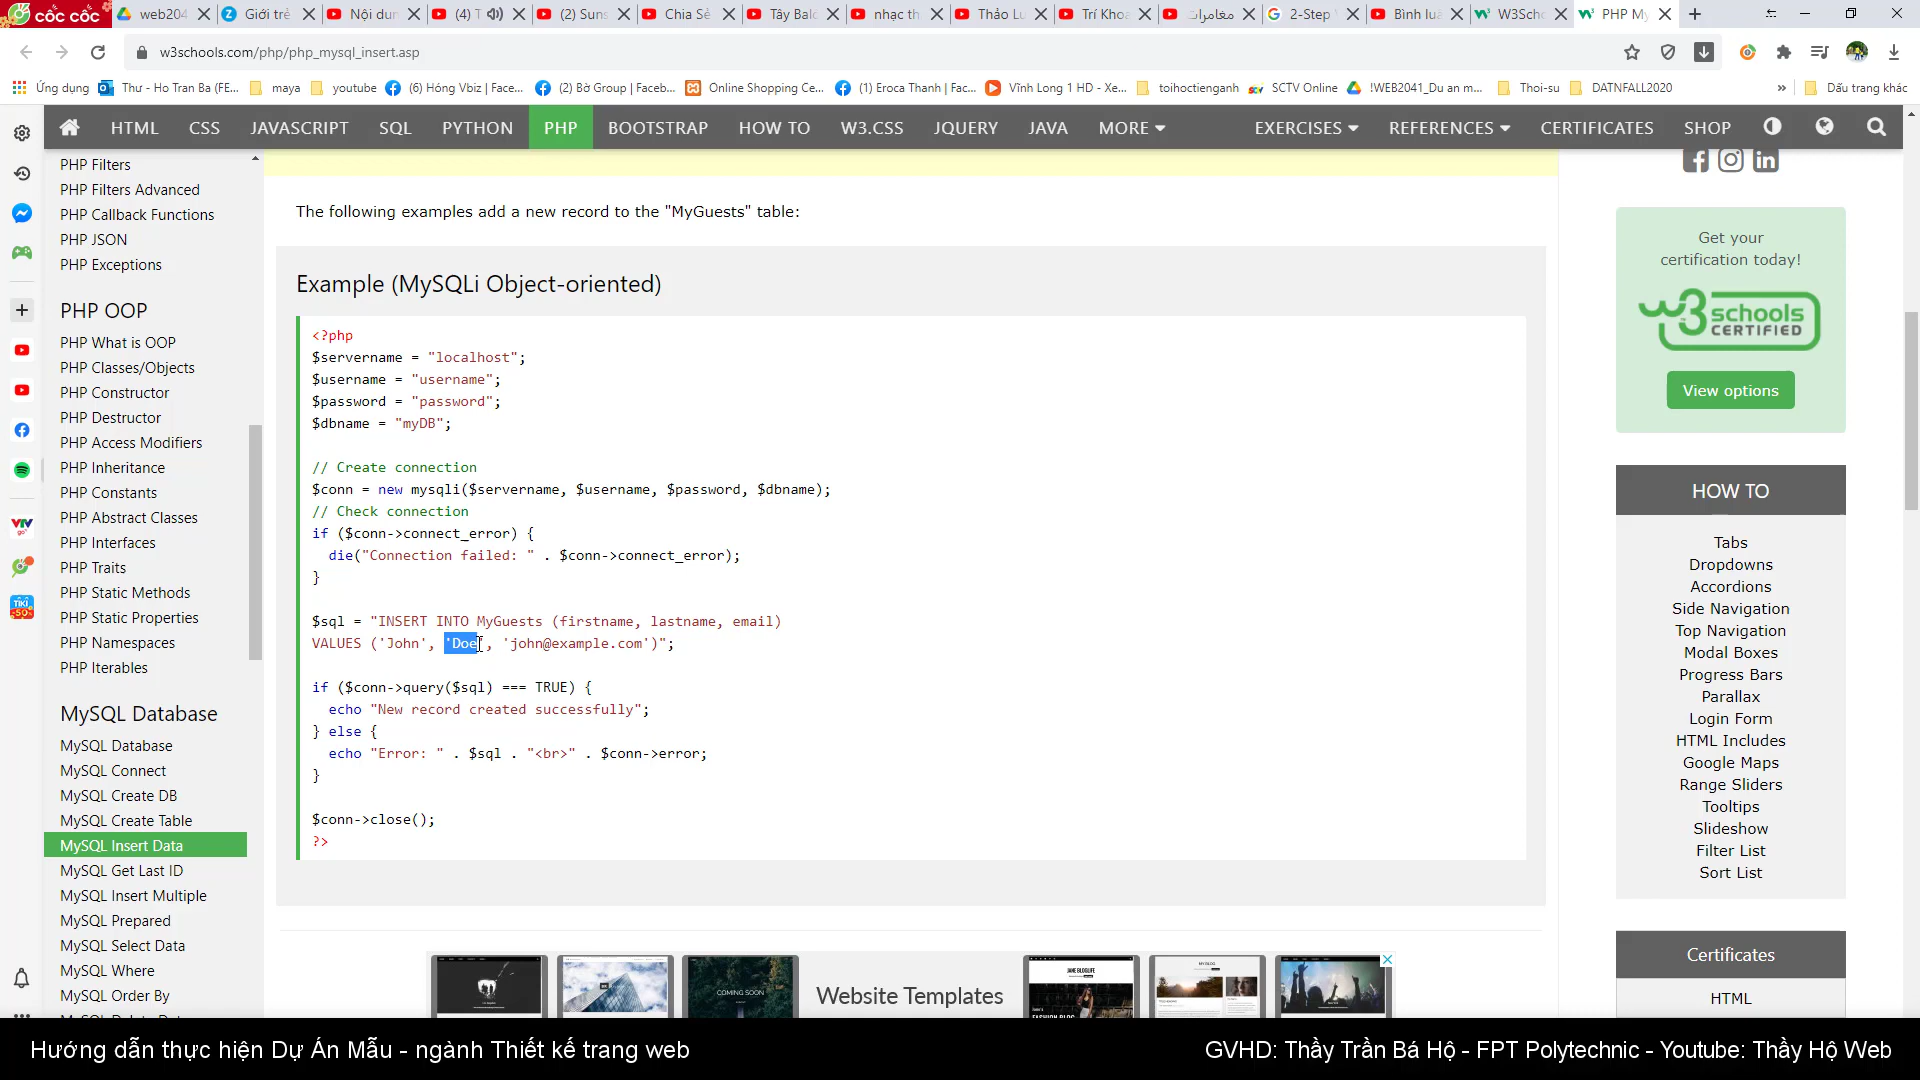 cốc cốc
web204
Giới trẻ
Nội dun
(4) T
(2) Suns
Chia Sẻ
Tây Balo
nhạc th
Thảo Lu
Trí Khoa
مغامرات
2-Step
Bình luậ
W3Scho
PHP My
w3schools.com/php/php_mysql_insert.asp
Ứng dụng
Thư - Ho Tran Ba (FE...
maya
youtube
(6) Hóng Vbiz | Face...
(2) Bờ Group | Faceb...
Online Shopping Ce...
(1) Eroca Thanh | Fac...
Vĩnh Long 1 HD - Xe...
toihoctienganh
SCTV Online
!WEB2041_Du an m...
Thoi-su
DATNFALL2020
»
Dấu trang khác
HTML CSS JAVASCRIPT SQL PYTHON PHP BOOTSTRAP HOW TO W3.CSS JQUERY JAVA MORE EXERCISES REFERENCES CERTIFICATES SHOP
PHP Filters
PHP Filters Advanced
PHP Callback Functions
PHP JSON
PHP Exceptions
PHP OOP
PHP What is OOP
PHP Classes/Objects
PHP Constructor
PHP Destructor
PHP Access Modifiers
PHP Inheritance
PHP Constants
PHP Abstract Classes
PHP Interfaces
PHP Traits
PHP Static Methods
PHP Static Properties
PHP Namespaces
PHP Iterables
MySQL Database
MySQL Database
MySQL Connect
MySQL Create DB
MySQL Create Table
MySQL Insert Data
MySQL Get Last ID
MySQL Insert Multiple
MySQL Prepared
MySQL Select Data
MySQL Where
MySQL Order By
The following examples add a new record to the "MyGuests" table:
Example (MySQLi Object-oriented)
<?php
$servername = "localhost";
$username = "username";
$password = "password";
$dbname = "myDB";
// Create connection
$conn = new mysqli($servername, $username, $password, $dbname);
// Check connection
if ($conn->connect_error) {
die("Connection failed: " . $conn->connect_error);
}
$sql = "INSERT INTO MyGuests (firstname, lastname, email)
VALUES ('John', 'Doe', 'john@example.com')";
if ($conn->query($sql) === TRUE) {
echo "New record created successfully";
} else {
echo "Error: " . $sql . "<br>" . $conn->error;
}
$conn->close();
?>
COMING SOON
Website Templates
JANE BLOGLIFE
Get your
certification today!
w3schools
CERTIFIED
View options
HOW TO
Tabs
Dropdowns
Accordions
Side Navigation
Top Navigation
Modal Boxes
Progress Bars
Parallax
Login Form
HTML Includes
Google Maps
Range Sliders
Tooltips
Slideshow
Filter List
Sort List
Certificates
HTML
VTV
go
TIKI
-50%
Hướng dẫn thực hiện Dự Án Mẫu - ngành Thiết kế trang web
GVHD: Thầy Trần Bá Hộ - FPT Polytechnic - Youtube: Thầy Hộ Web